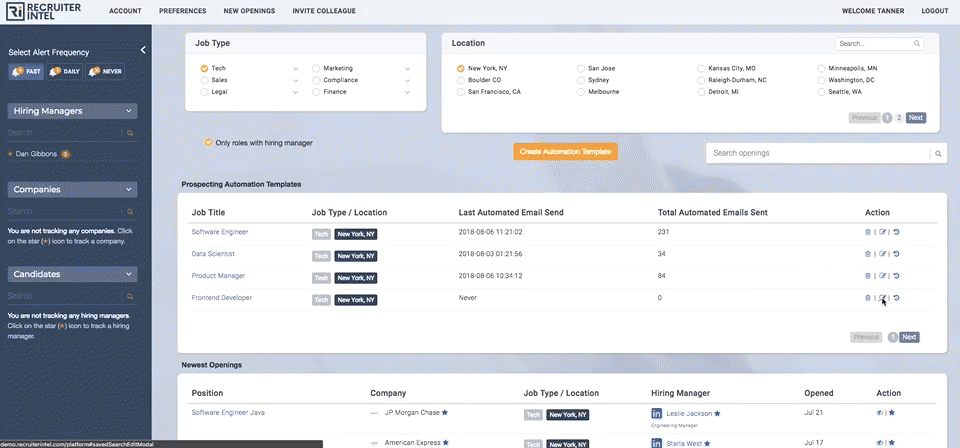 RECRUITER INTEL
ACCOUNT PREFERENCES NEW OPENINGS INVITE COLLEAGUE WELCOME TANNER LOGOUT
Select Alert Frequency
FAST DAILY NEVER
Hiring Managers
Search
Dan Gibbons 3
Companies
Search
You are not tracking any companies. Click
on the star (★) icon to track a company.
Candidates
Search
You are not tracking any hiring managers.
Click on the star (★) icon to track a hiring
manager.
Job Type
Tech Marketing
Sales Compliance
Legal Finance
Location Search...
New York, NY San Jose Kansas City, MO Minneapolis, MN
Boulder CO Sydney Raleigh-Durham, NC Washington, DC
San Francisco, CA Melbourne Detroit, MI Seattle, WA
Previous 1 2 Next
Only roles with hiring manager Create Automation Template Search openings
Prospecting Automation Templates
Job Title Job Type / Location Last Automated Email Send Total Automated Emails Sent Action
Software Engineer Tech New York, NY 2018-08-06 11:21:02 231
Data Scientist Tech New York, NY 2018-08-03 01:21:56 34
Product Manager Tech New York, NY 2018-08-06 10:34:12 84
Frontend Developer Tech New York, NY Never 0
Previous 1 Next
Newest Openings
Position Company Job Type / Location Hiring Manager Opened Action
Software Engineer Java JP Morgan Chase Tech New York, NY Leslie Jackson Jul 21
Engineering Manager
American Express Tech New York, NY Starla West Jul 17
demo.recruiterintel.com/platform#savedSearchEditModal